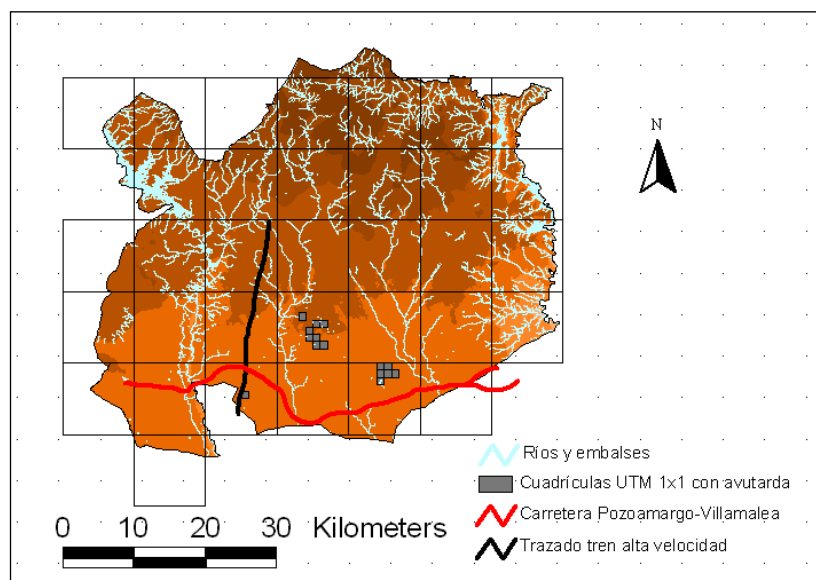 N
Ríos y embalses
Cuadrículas UTM 1x1 con avutarda
Carretera Pozoamargo-Villamalea
Trazado tren alta velocidad
0 10 20 30 Kilometers